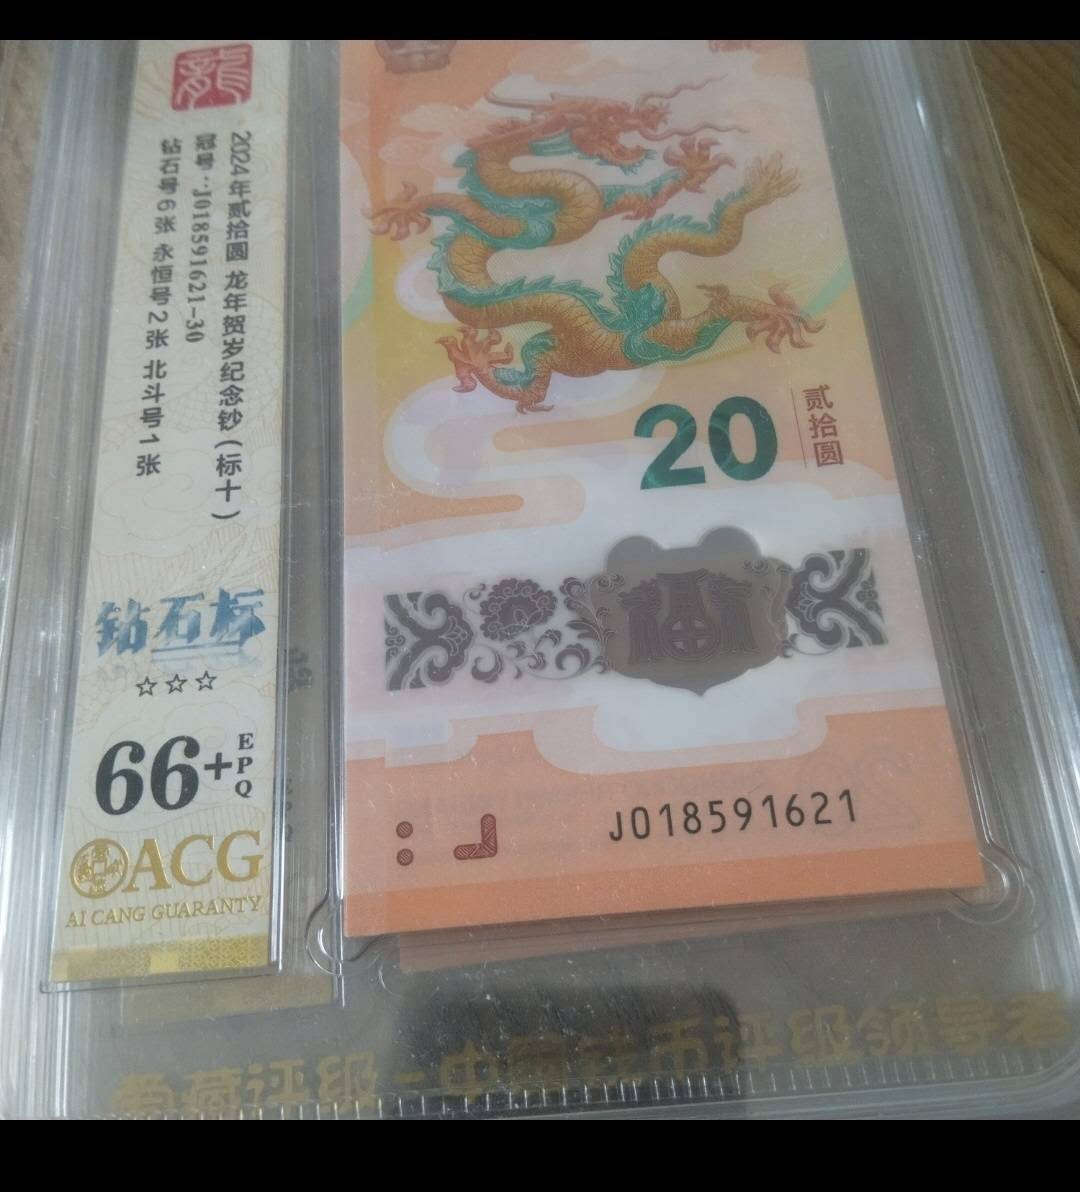 龍
2024年贰拾圆 龙年贺岁纪念钞(标十)
冠号:J018591621-30
钻石号6张 永恒号2张 北斗号1张
钻石标
☆☆☆
66+
EPQ
ACG
AI CANG GUARANTY
20
贰拾圆
福
J018591621
爱藏评级-中国钱币评级领导者